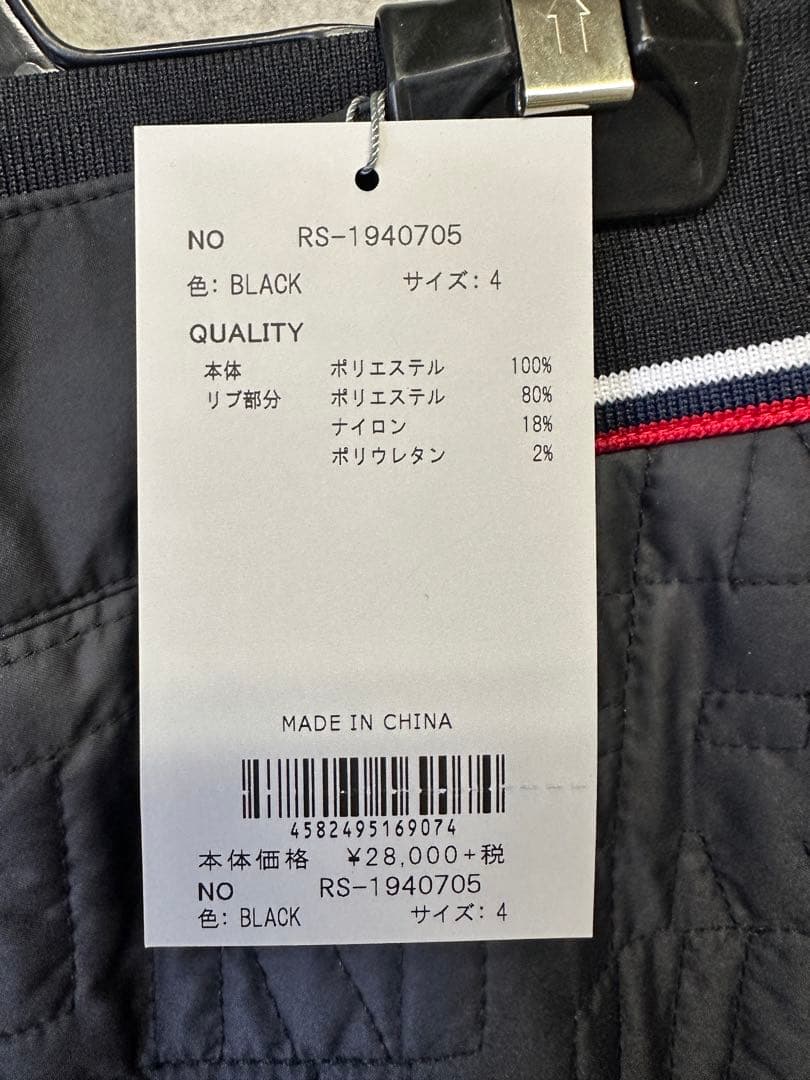 NO RS-1940705
色: BLACK サイズ: 4
QUALITY
本体 ポリエステル 100%
リブ部分 ポリエステル 80%
ナイロン 18%
ポリウレタン 2%
MADE IN CHINA
4582495169074
本体価格 ¥28,000+税
NO RS-1940705
色: BLACK サイズ: 4